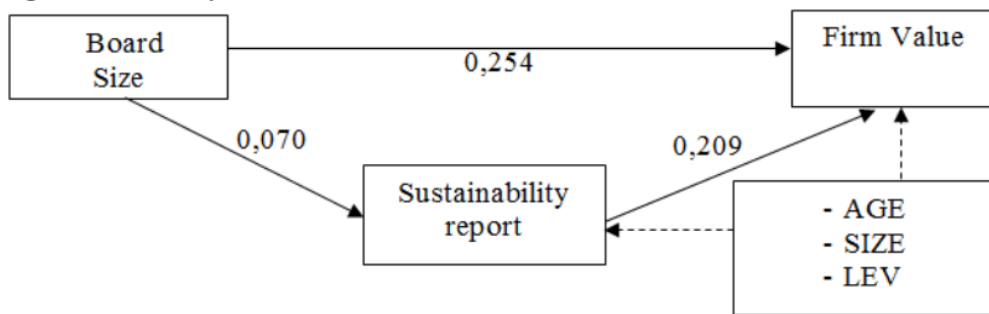 Board
Size
Firm Value
0,254
0,070
0,209
Sustainability
report
- AGE
- SIZE
- LEV